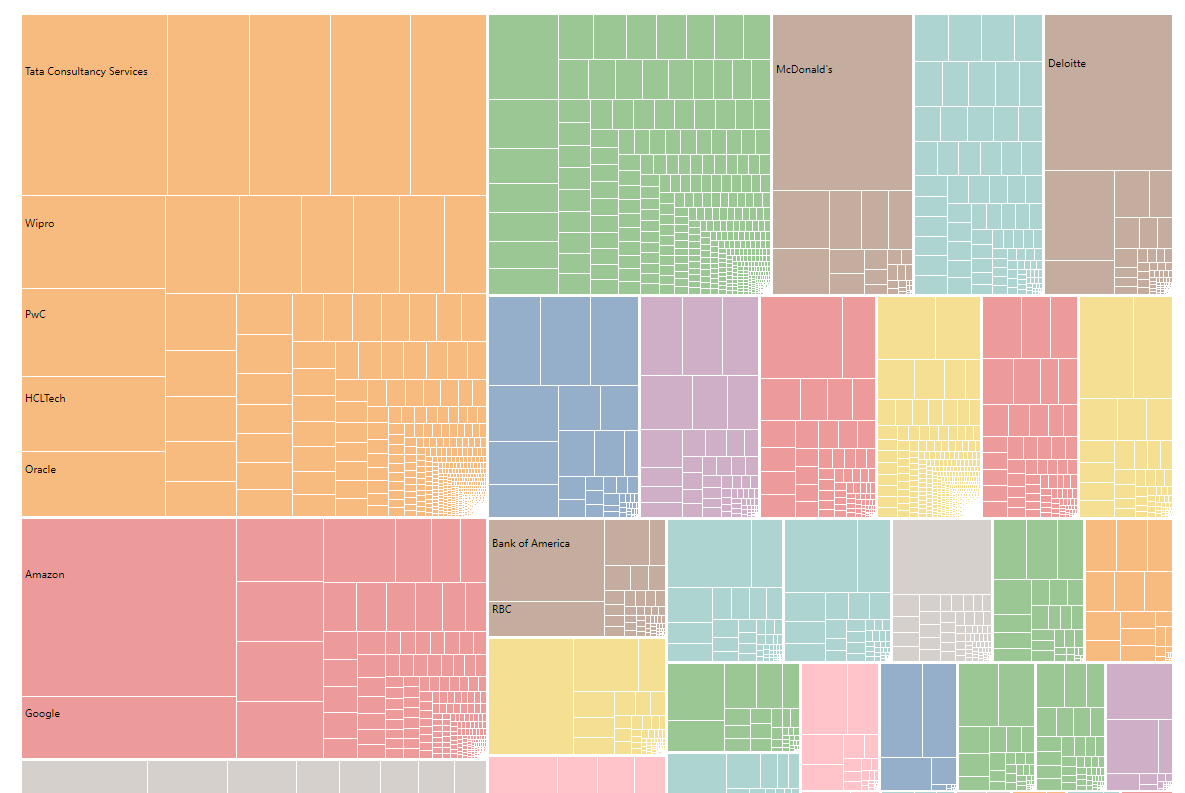 Tata Consultancy Services
McDonald's
Deloitte
Wipro
PwC
HCLTech
Oracle
Amazon
Google
Bank of America
RBC